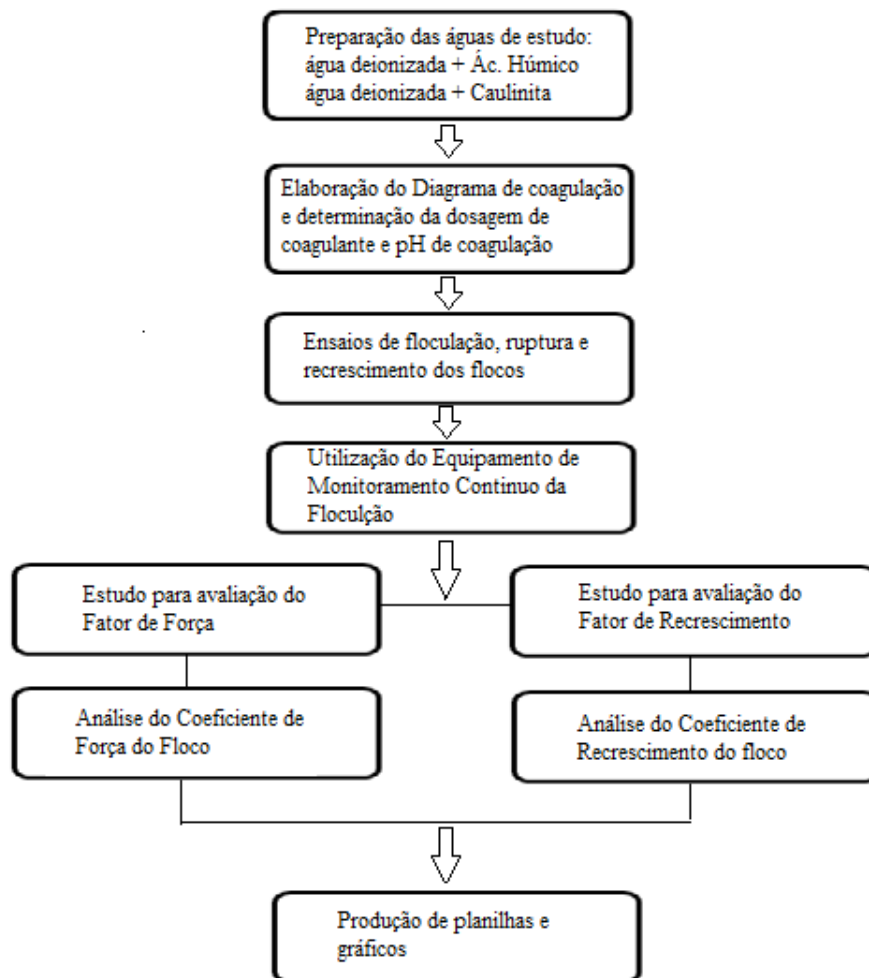 Preparação das águas de estudo:
água deionizada + Ác. Húmico
água deionizada + Caulinita
Elaboração do Diagrama de coagulação
e determinação da dosagem de
coagulante e pH de coagulação
Ensaios de floculação, ruptura e
recrescimento dos flocos
Utilização do Equipamento de
Monitoramento Continuo da
Floculção
Estudo para avaliação do
Fator de Força
Estudo para avaliação do
Fator de Recrescimento
Análise do Coeficiente de
Força do Floco
Análise do Coeficiente de
Recrescimento do floco
Produção de planilhas e
gráficos